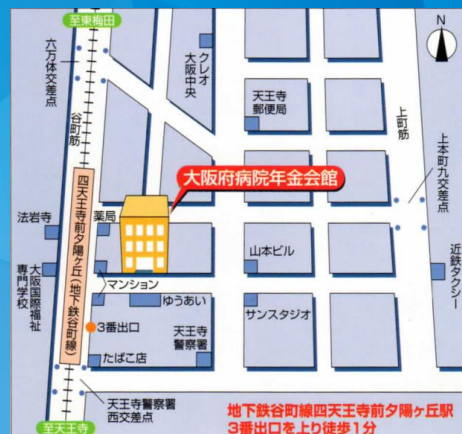 至東梅田
N
六万体交差点
谷町筋
クレオ
大阪中央
天王寺
郵便局
上町筋
上本町九交差点
大阪府病院年金会館
四天王寺前夕陽ヶ丘(地下鉄谷町線)
法岩寺
薬局
山本ビル
近鉄タクシー
大阪国際福祉
専門学校
マンション
ゆうあい
サンスタジオ
3番出口
天王寺
警察署
たばこ店
天王寺警察署
西交差点
至天王寺
地下鉄谷町線四天王寺前夕陽ヶ丘駅
3番出口を上り徒歩1分